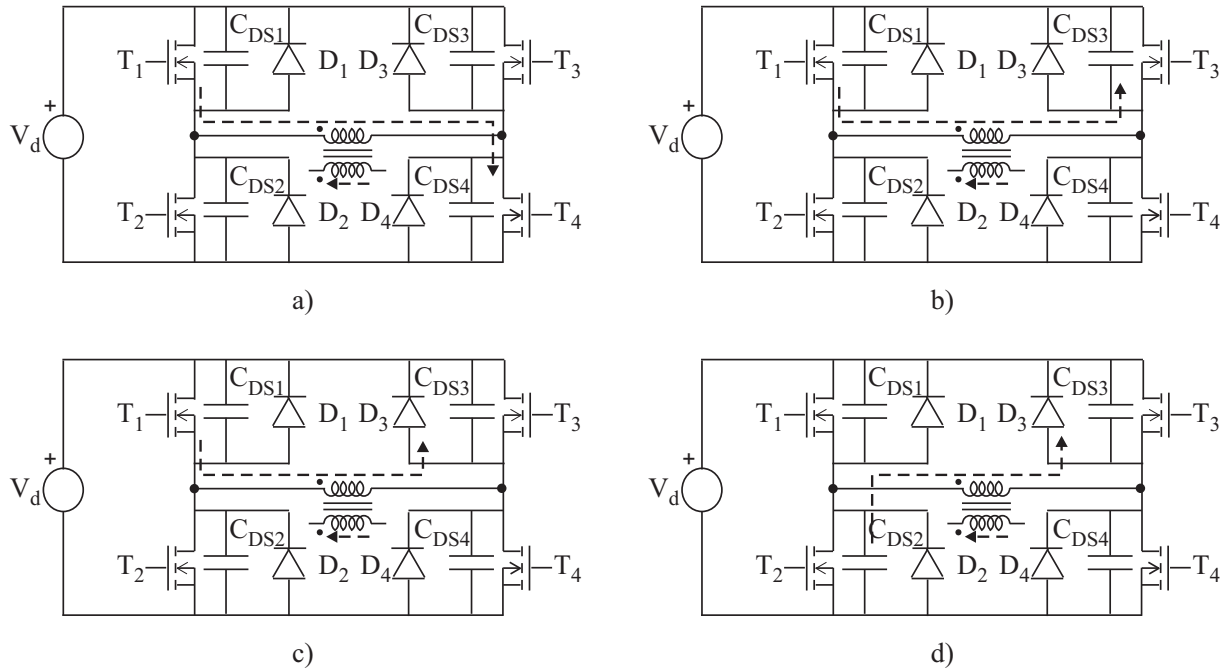 C_DS1 C_DS3
T_1 D_1 D_3 T_3
+
V_d
C_DS2 C_DS4
T_2 D_2 D_4 T_4
a)
C_DS1 C_DS3
T_1 D_1 D_3 T_3
+
V_d
C_DS2 C_DS4
T_2 D_2 D_4 T_4
b)
C_DS1 C_DS3
T_1 D_1 D_3 T_3
+
V_d
C_DS2 C_DS4
T_2 D_2 D_4 T_4
c)
C_DS1 C_DS3
T_1 D_1 D_3 T_3
+
V_d
C_DS2 C_DS4
T_2 D_2 D_4 T_4
d)